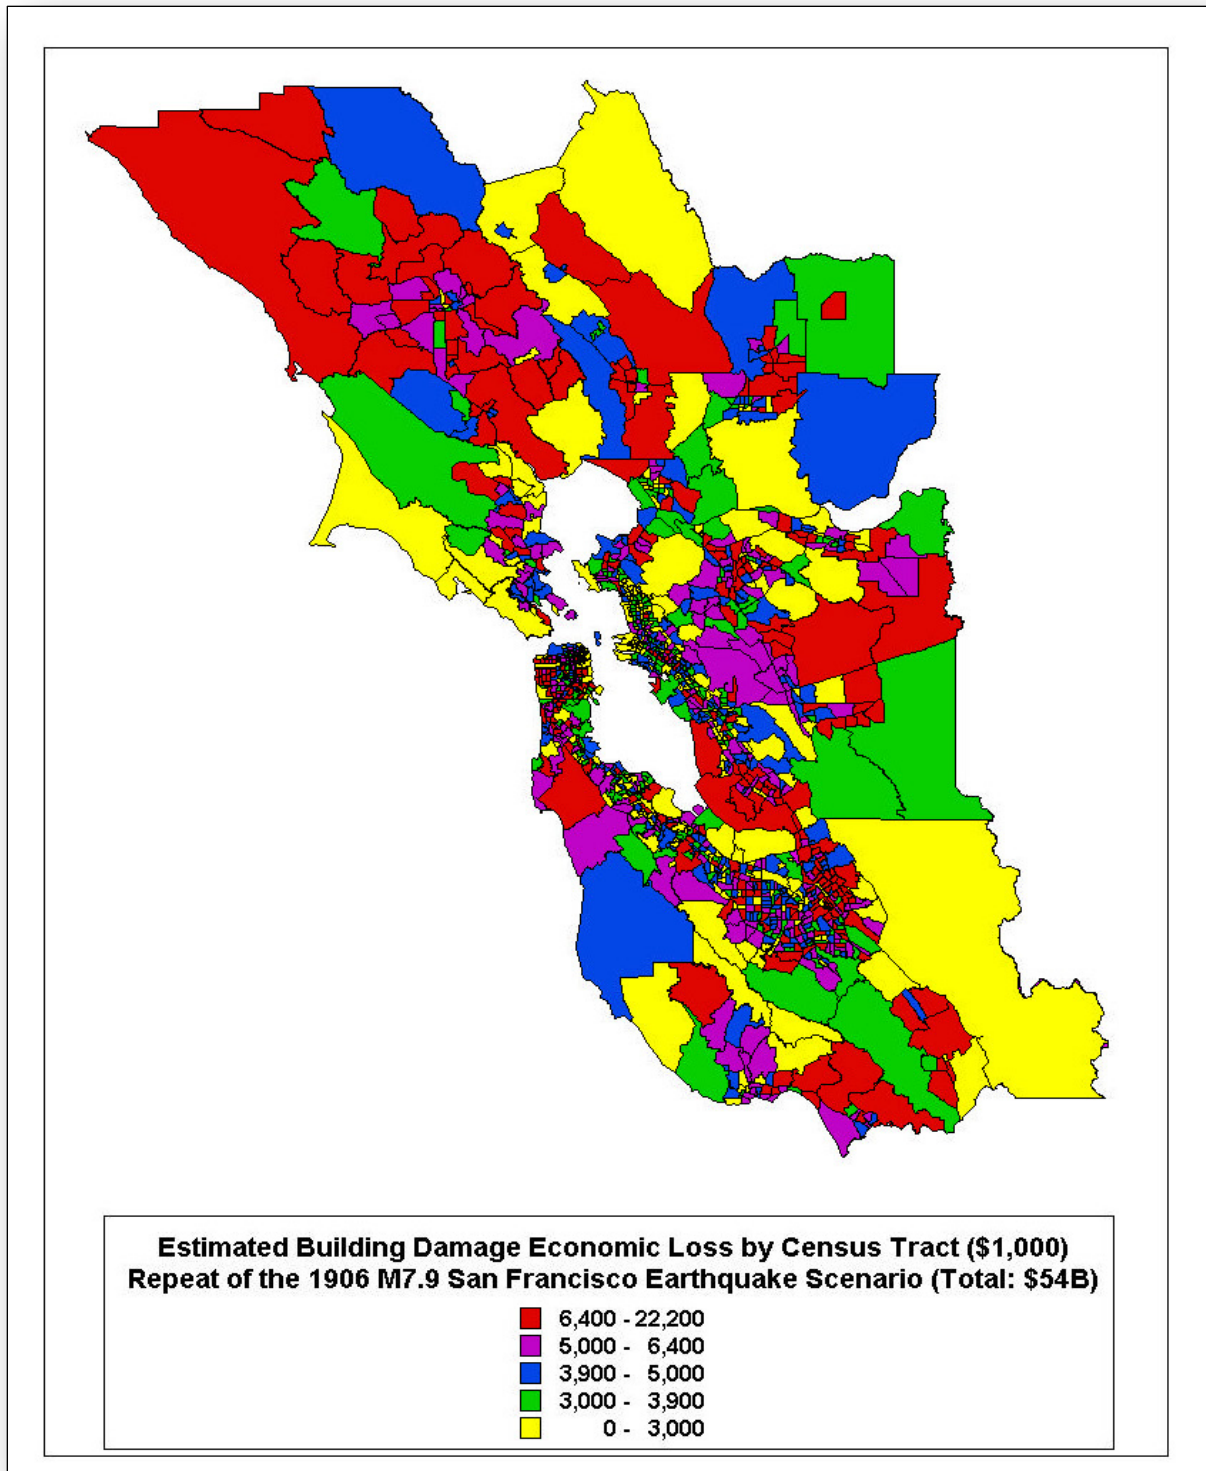 Estimated Building Damage Economic Loss by Census Tract ($1,000)
Repeat of the 1906 M7.9 San Francisco Earthquake Scenario (Total: $54B)
6,400 - 22,200
5,000 - 6,400
3,900 - 5,000
3,000 - 3,900
0 - 3,000